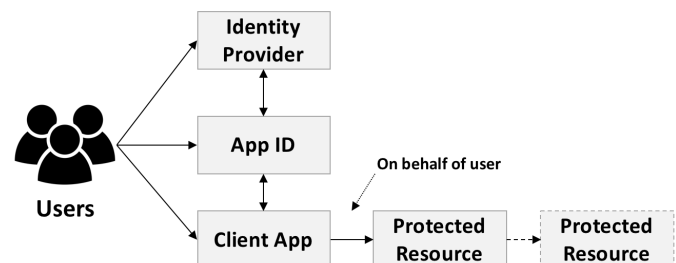 Identity
Provider
App ID
On behalf of user
Users
Client App
Protected
Resource
Protected
Resource